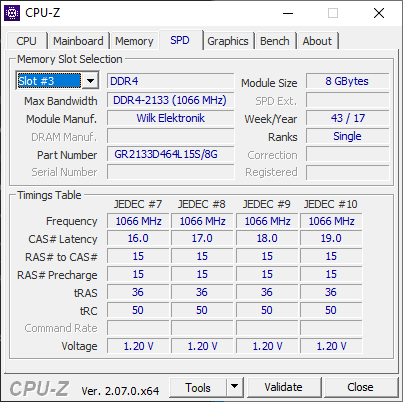 CPU-Z
CPU Mainboard Memory SPD Graphics Bench About
Memory Slot Selection
Slot #3 DDR4 Module Size 8 GBytes
Max Bandwidth DDR4-2133 (1066 MHz) SPD Ext.
Module Manuf. Wilk Elektronik Week/Year 43 / 17
DRAM Manuf. Ranks Single
Part Number GR2133D464L15S/8G Correction
Serial Number Registered
Timings Table
JEDEC #7 JEDEC #8 JEDEC #9 JEDEC #10
Frequency 1066 MHz 1066 MHz 1066 MHz 1066 MHz
CAS# Latency 16.0 17.0 18.0 19.0
RAS# to CAS# 15 15 15 15
RAS# Precharge 15 15 15 15
tRAS 36 36 36 36
tRC 50 50 50 50
Command Rate
Voltage 1.20 V 1.20 V 1.20 V 1.20 V
CPU-Z Ver. 2.07.0.x64 Tools Validate Close